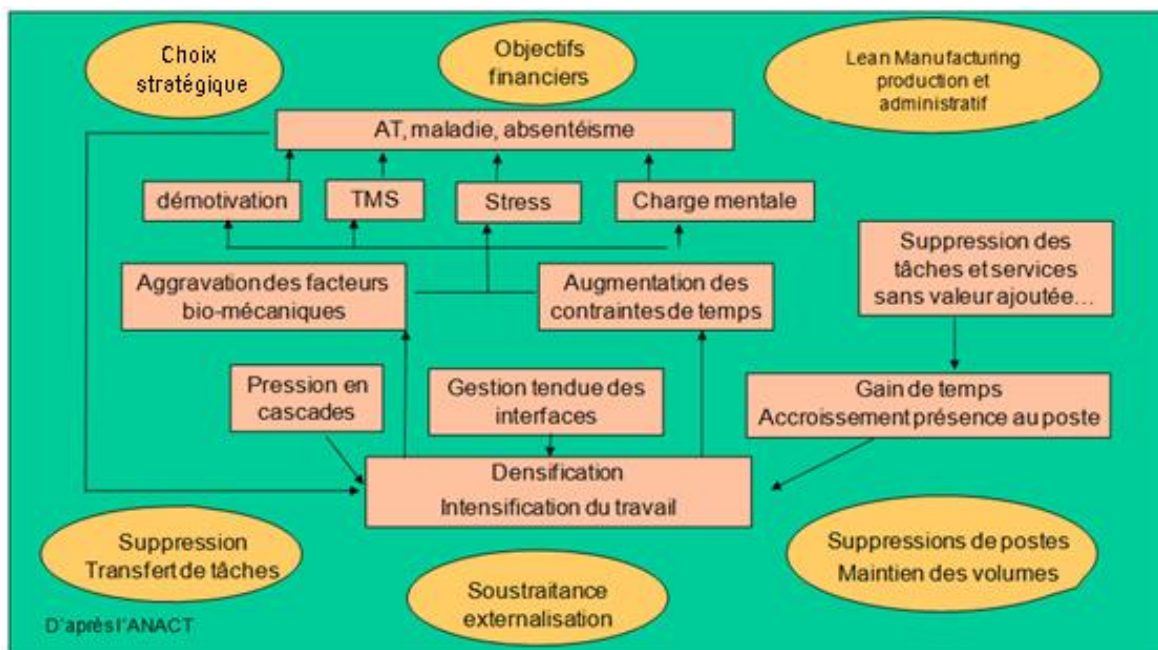 Choix
stratégique
Objectifs
financiers
Lean Manufacturing
production et
administratif
AT, maladie, absentéisme
démotivation
TMS
Stress
Charge mentale
Suppression des
tâches et services
sans valeur ajoutée...
Aggravation des facteurs
bio-mécaniques
Augmentation des
contraintes de temps
Pression en
cascades
Gestion tendue des
interfaces
Gain de temps
Accroissement présence au poste
Densification
Intensification du travail
Suppression
Transfert de tâches
Soustraitance
externalisation
Suppressions de postes
Maintien des volumes
D'après l'ANACT